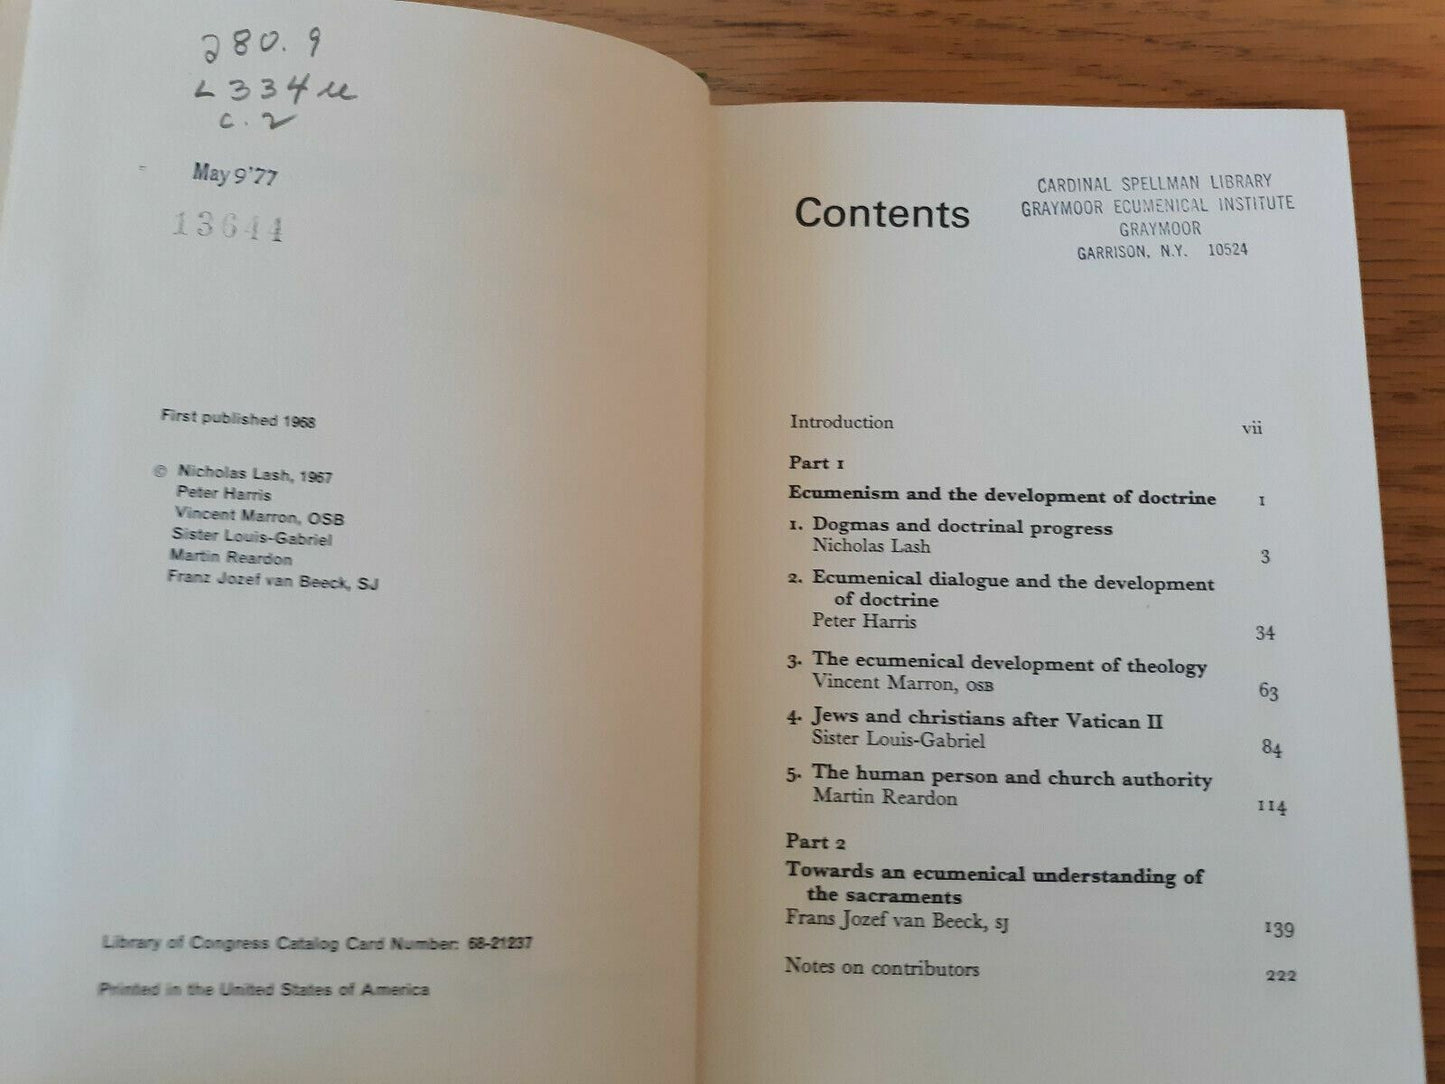 280.9
L334u
c.2
May 9'77
13644
First published 1968
© Nicholas Lash, 1967
Peter Harris
Vincent Marron, OSB
Sister Louis-Gabriel
Martin Reardon
Franz Jozef van Beeck, SJ
Library of Congress Catalog Card Number: 68-21237
Printed in the United States of America
Contents
CARDINAL SPELLMAN LIBRARY
GRAYMOOR ECUMENICAL INSTITUTE
GRAYMOOR
GARRISON, N.Y. 10524
Introduction vii
Part 1
Ecumenism and the development of doctrine 1
1. Dogmas and doctrinal progress
Nicholas Lash 3
2. Ecumenical dialogue and the development
of doctrine
Peter Harris 34
3. The ecumenical development of theology
Vincent Marron, OSB 63
4. Jews and christians after Vatican II
Sister Louis-Gabriel 84
5. The human person and church authority
Martin Reardon 114
Part 2
Towards an ecumenical understanding of
the sacraments
Frans Jozef van Beeck, SJ 139
Notes on contributors 222